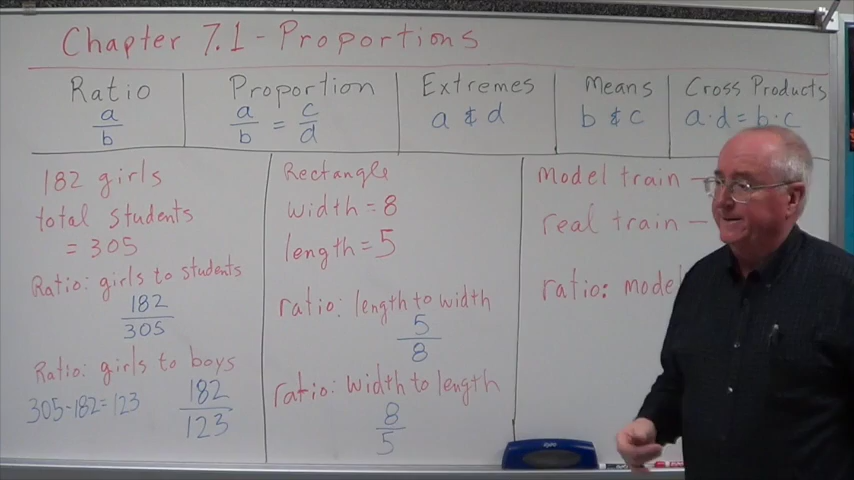 Chapter 7.1 - Proportions
Ratio
a/b
Proportion
a/b = c/d
Extremes
a & d
Means
b & c
Cross Products
a·d = b·c
182 girls
total students
= 305
Ratio: girls to students
182/305
Ratio: girls to boys
305-182=123
182/123
Rectangle
width = 8
length = 5
ratio: length to width
5/8
ratio: width to length
8/5
model train -
real train -
ratio: model
EXPO